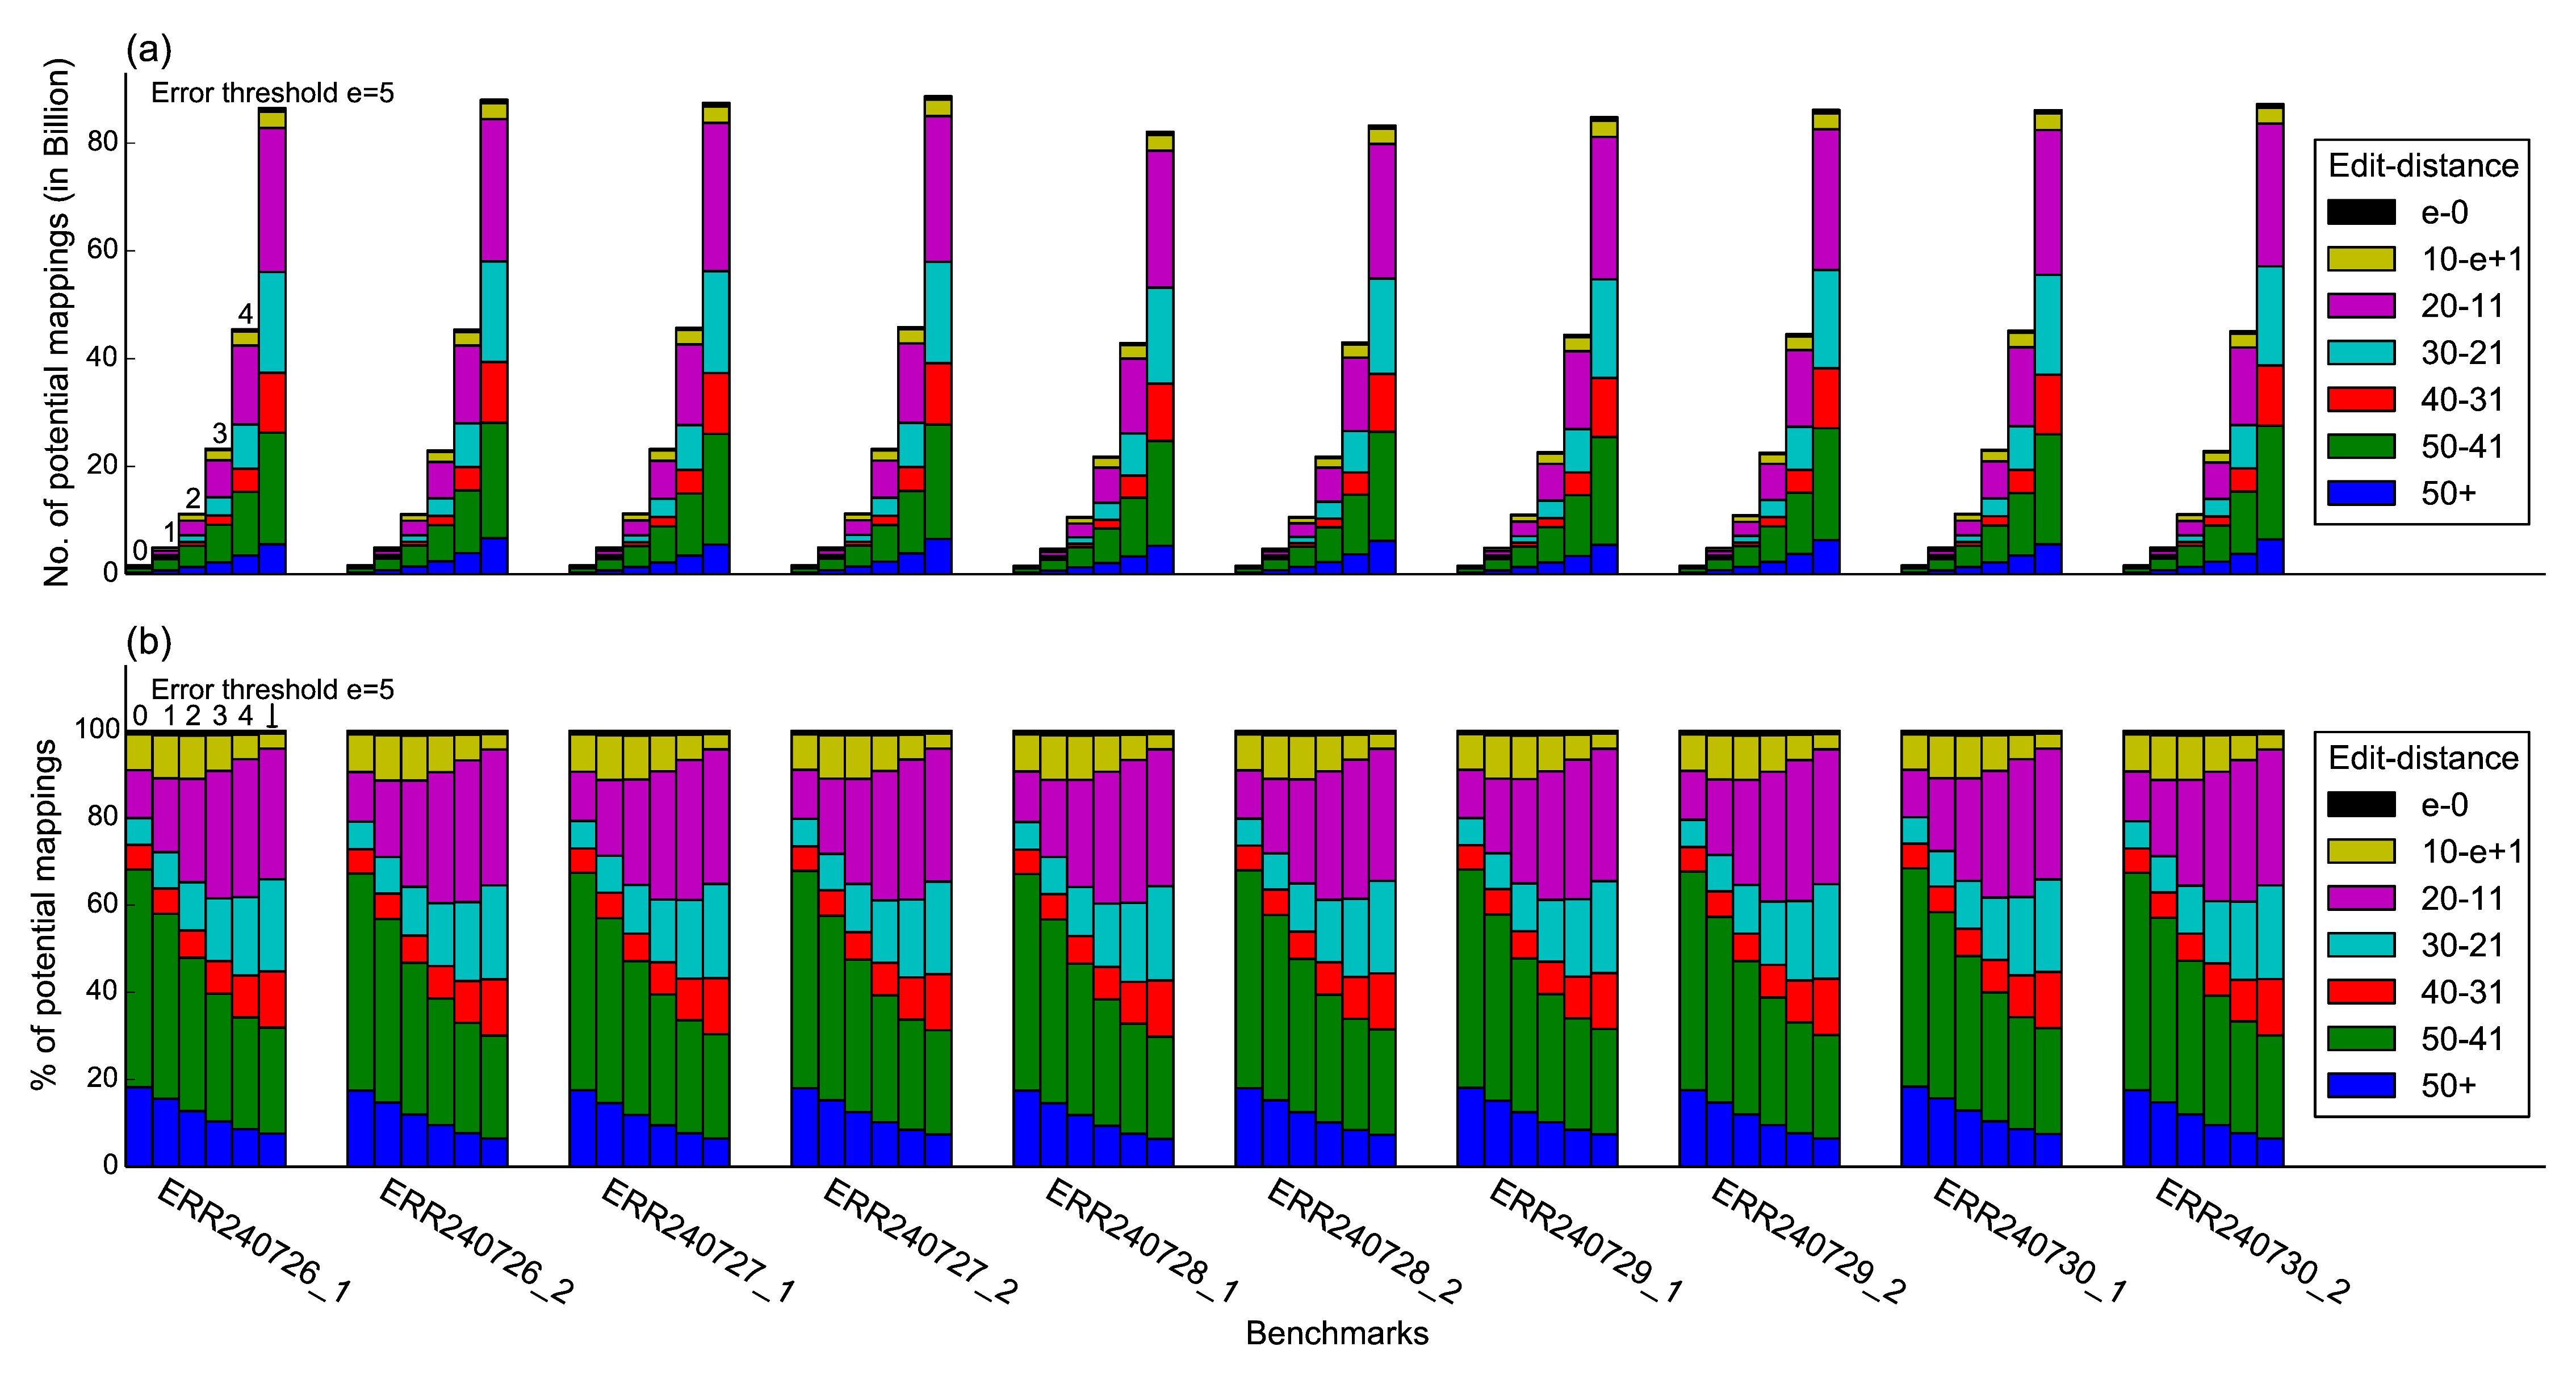 (a)
Error threshold e=5
No. of potential mappings (in Billion)
80
60
40
20
0
0
1
2
3
4
Edit-distance
e-0
10-e+1
20-11
30-21
40-31
50-41
50+
(b)
Error threshold e=5
0 1 2 3 4
% of potential mappings
100
80
60
40
20
0
Edit-distance
e-0
10-e+1
20-11
30-21
40-31
50-41
50+
ERR240726_1
ERR240726_2
ERR240727_1
ERR240727_2
ERR240728_1
ERR240728_2
ERR240729_1
ERR240729_2
ERR240730_1
ERR240730_2
Benchmarks